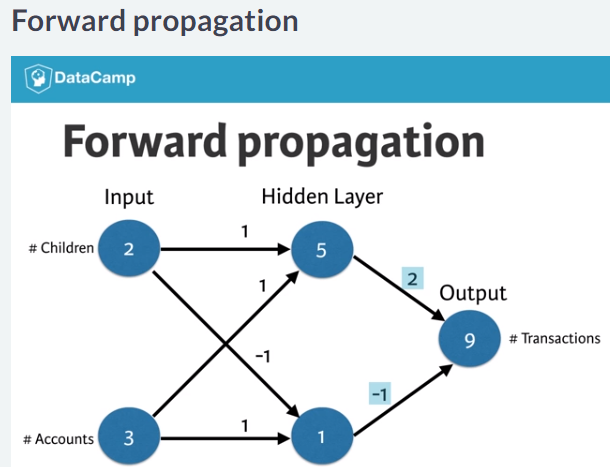 Forward propagation
DataCamp
Forward propagation
Input
Hidden Layer
# Children
2
1
5
1
2
Output
9
# Transactions
-1
-1
# Accounts
3
1
1